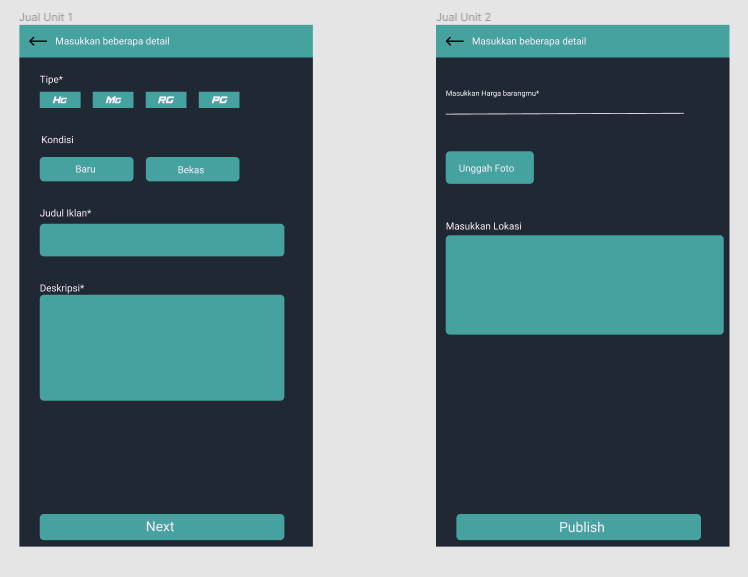 Jual Unit 1
Masukkan beberapa detail
Tipe*
HG MG RG PG
Kondisi
Baru Bekas
Judul Iklan*
Deskripsi*
Next
Jual Unit 2
Masukkan beberapa detail
Masukkan Harga barangmu*
Unggah Foto
Masukkan Lokasi
Publish